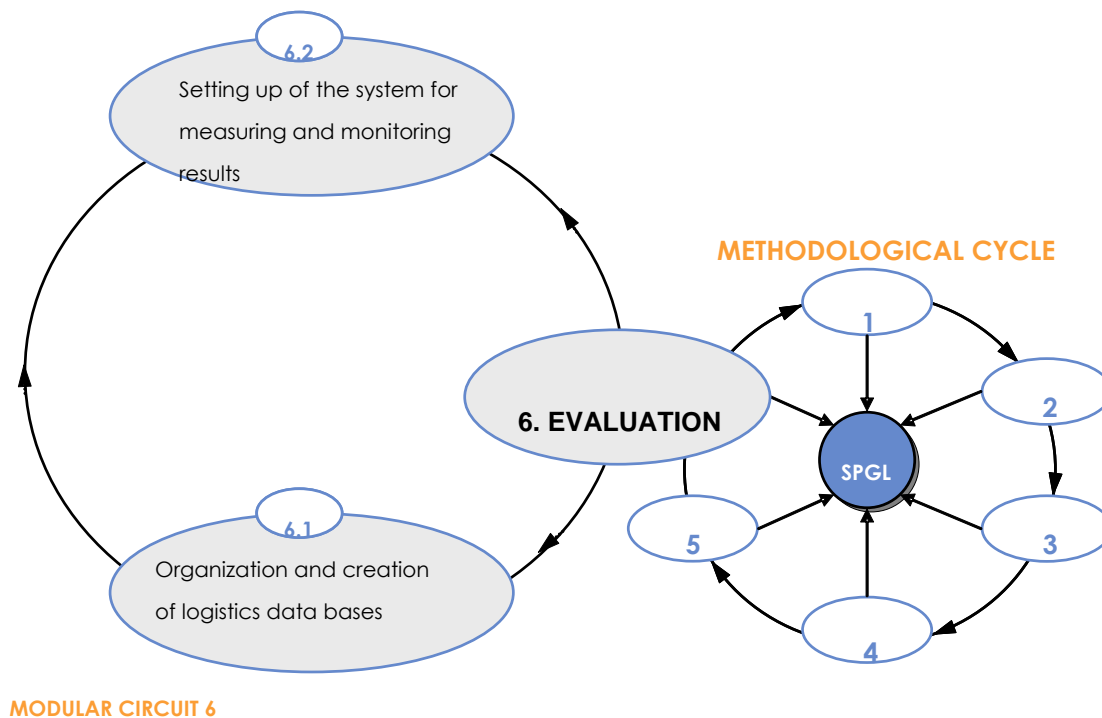 6.2
Setting up of the system for
measuring and monitoring
results
METHODOLOGICAL CYCLE
1
2
6. EVALUATION
SPGL
6.1
5
3
Organization and creation
of logistics data bases
4
MODULAR CIRCUIT 6